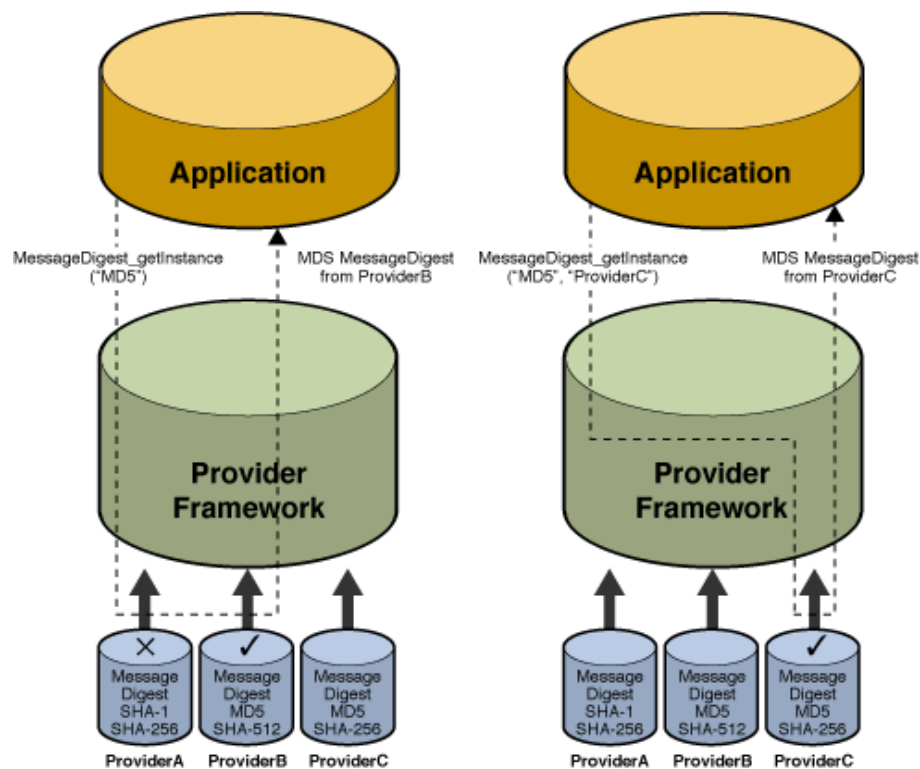 Application
MessageDigest_getInstance
("MD5")
MDS MessageDigest
from ProviderB
Provider
Framework
Message
Digest
SHA-1
SHA-256
ProviderA
Message
Digest
MD5
SHA-512
ProviderB
Message
Digest
MD5
SHA-256
ProviderC
Application
MessageDigest_getInstance
("MD5", "ProviderC")
MDS MessageDigest
from ProviderC
Provider
Framework
Message
Digest
SHA-1
SHA-256
ProviderA
Message
Digest
MD5
SHA-512
ProviderB
Message
Digest
MD5
SHA-256
ProviderC